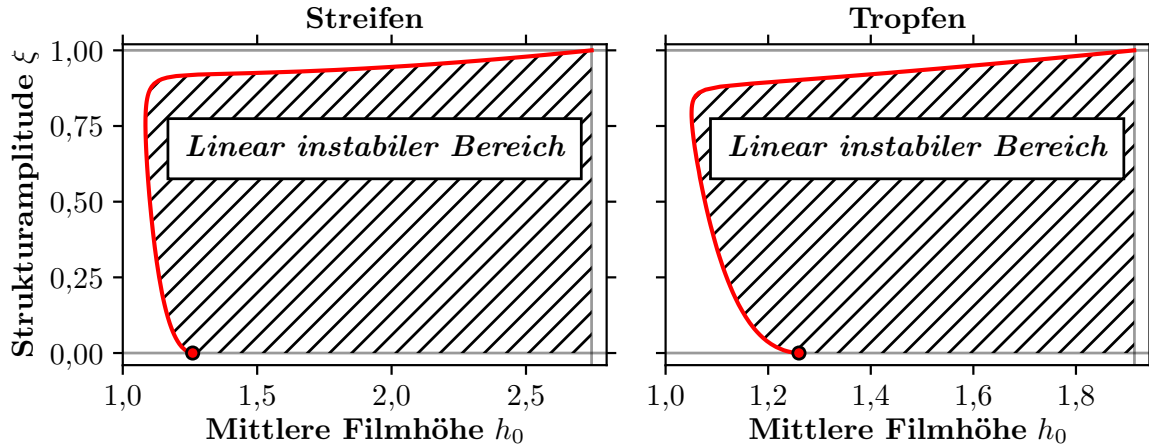 Streifen
Tropfen
Strukturamplitude ξ
1,00
0,75
0,50
0,25
0,00
Linear instabiler Bereich
Linear instabiler Bereich
1,0 1,5 2,0 2,5
1,0 1,2 1,4 1,6 1,8
Mittlere Filmhöhe h₀
Mittlere Filmhöhe h₀